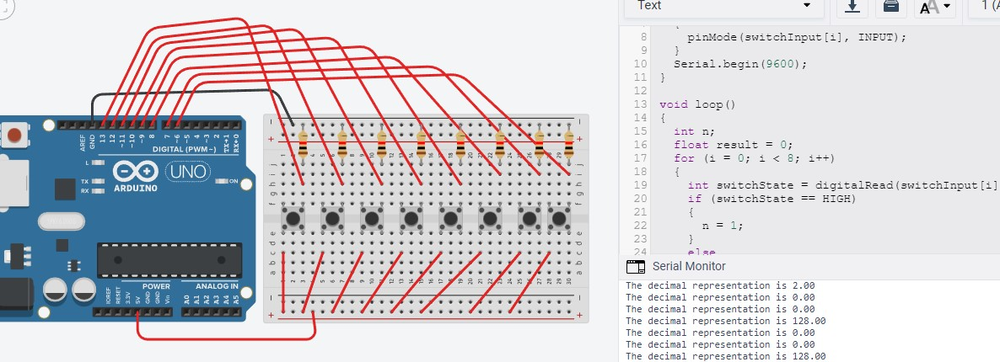 Text
1 (A
8 {
pinMode(switchInput[i], INPUT);
9 }
10 Serial.begin(9600);
11 }
12
13 void loop()
14 {
15 int n;
16 float result = 0;
17 for (i = 0; i < 8; i++)
18 {
19 int switchState = digitalRead(switchInput[i]
20 if (switchState == HIGH)
21 {
22 n = 1;
23 }
24 else
Serial Monitor
The decimal representation is 2.00
The decimal representation is 0.00
The decimal representation is 0.00
The decimal representation is 128.00
The decimal representation is 0.00
The decimal representation is 0.00
The decimal representation is 128.00
AREF
GND
13
12
~11
~10
~9
8
7
~6
~5
4
~3
2
TX→1
RX←0
DIGITAL (PWM~)
L
TX
RX
ARDUINO
UNO
ON
IOREF
RESET
3.3V
5V
GND
GND
Vin
POWER
ANALOG IN
A0
A1
A2
A3
A4
A5